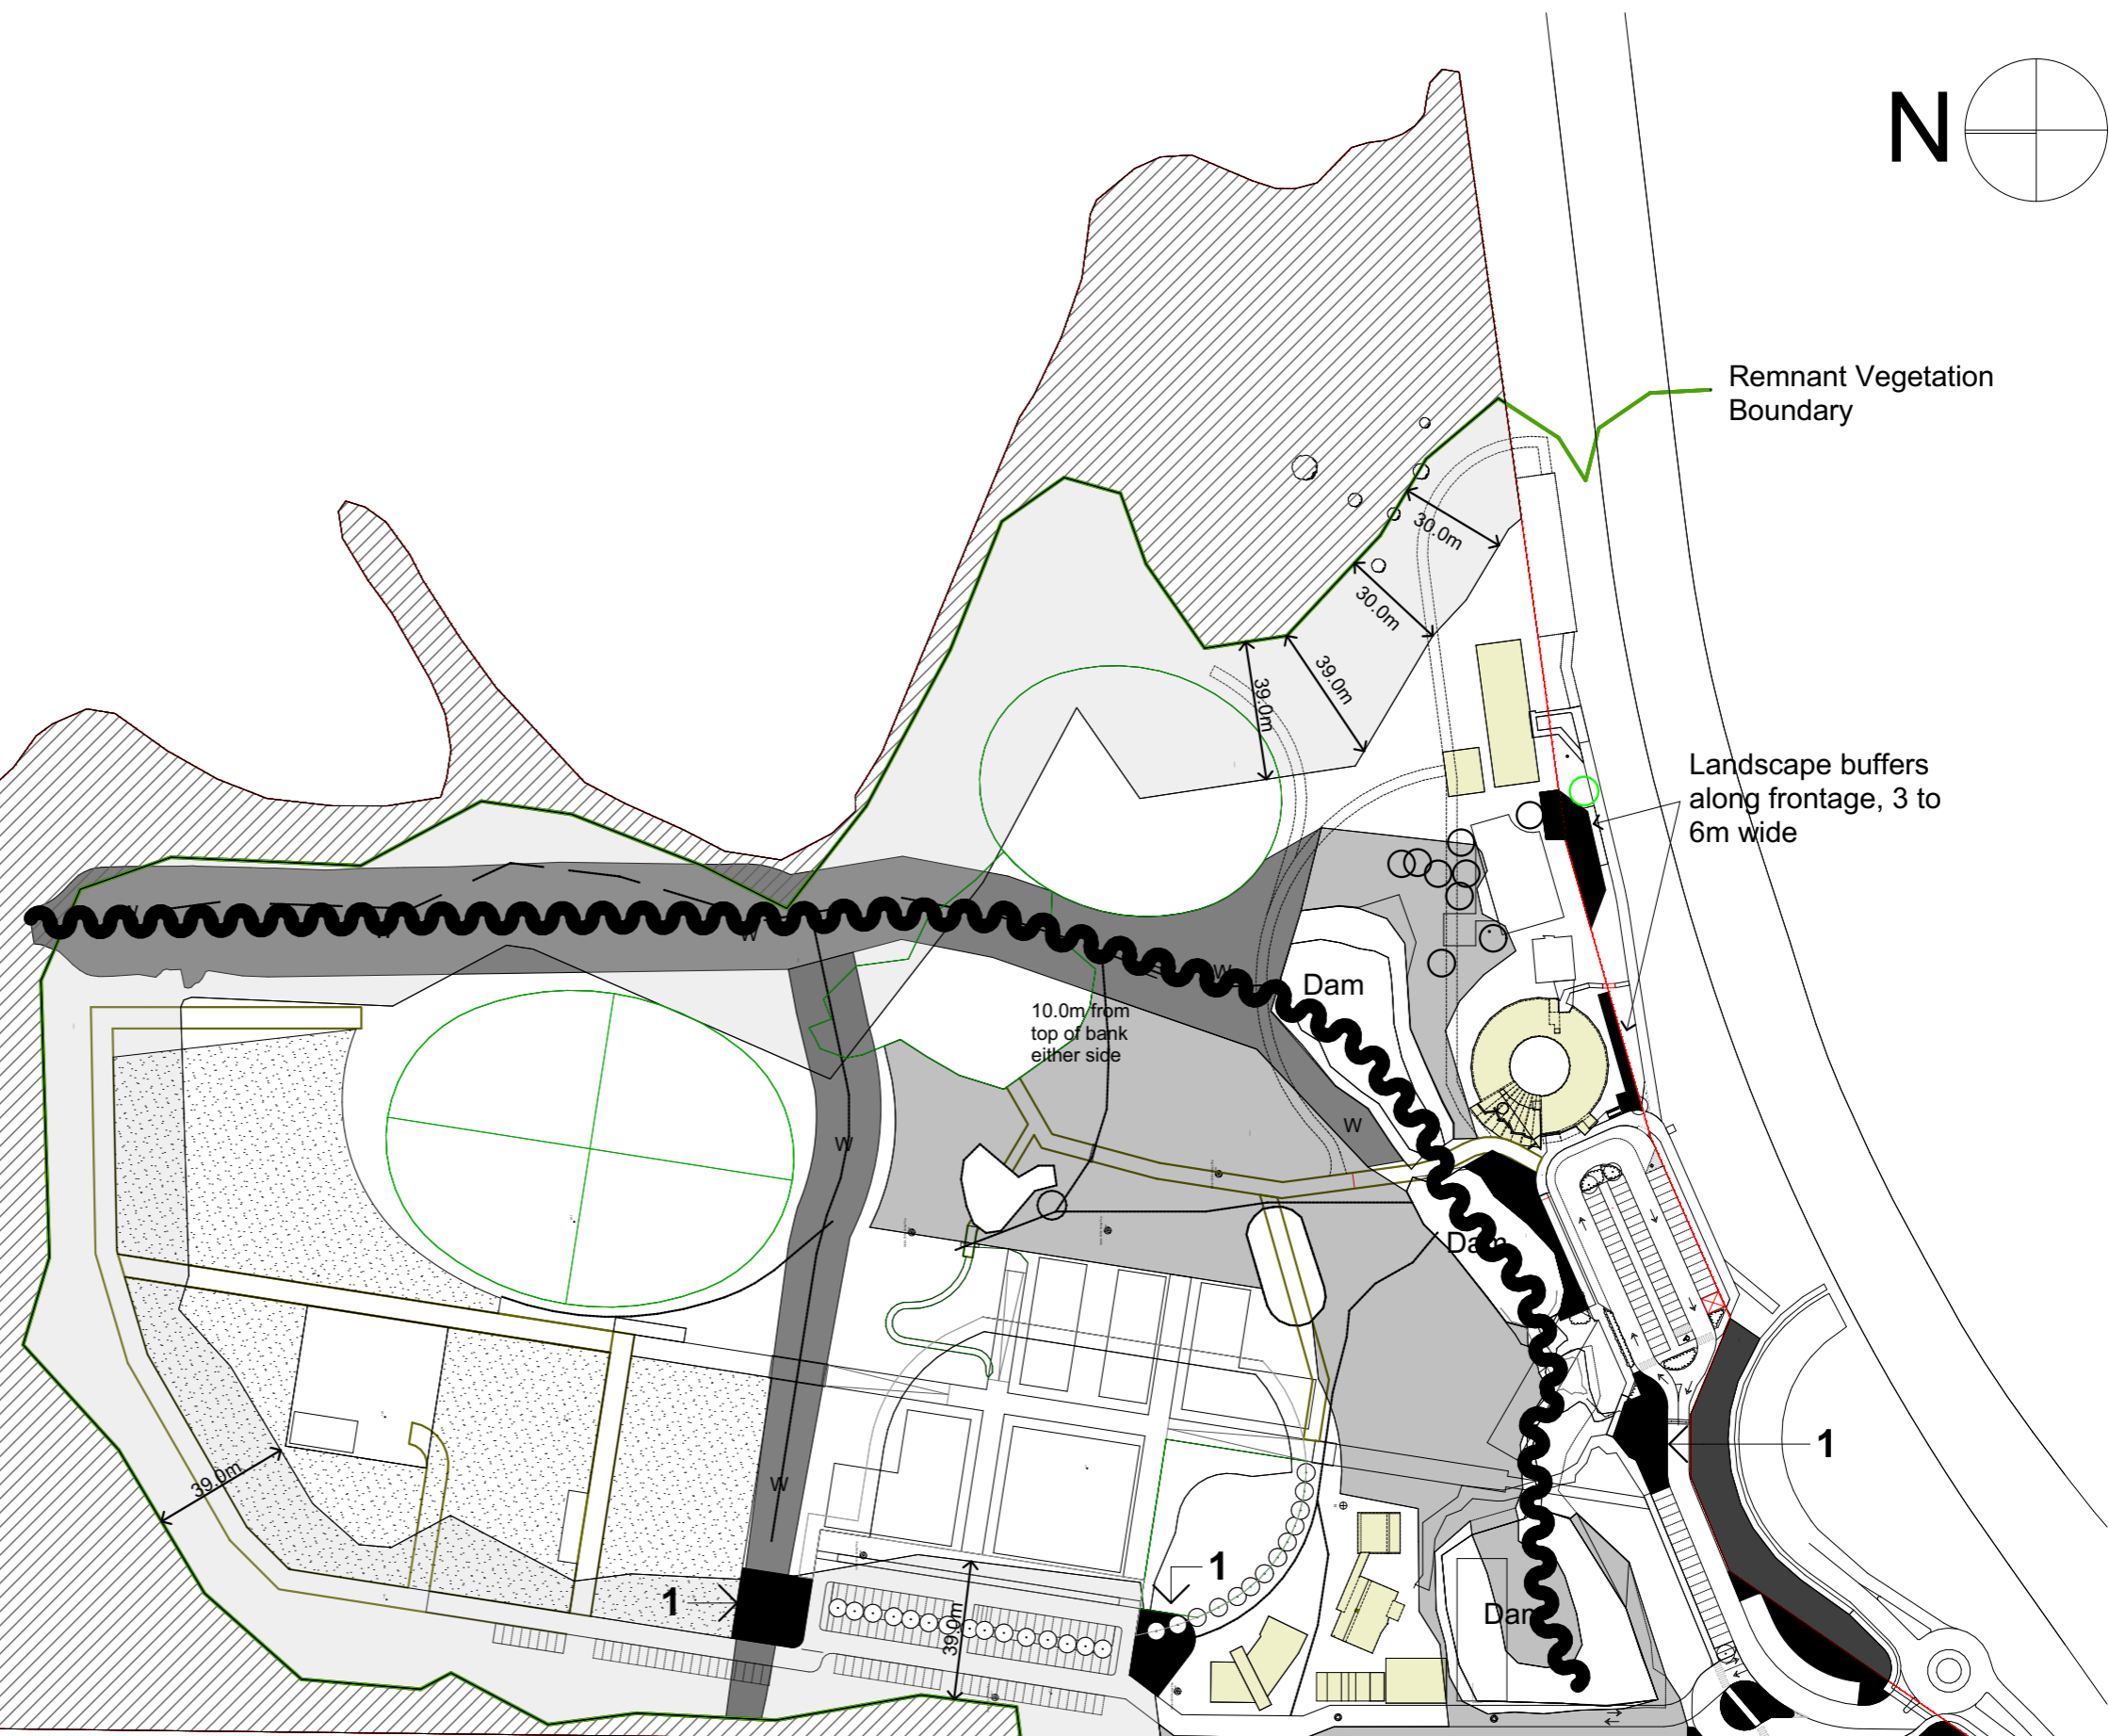 N
Remnant Vegetation
Boundary
30.0m
30.0m
39.0m
39.0m
Landscape buffers
along frontage, 3 to
6m wide
W
W
W
W
Dam
10.0m from
top of bank
either side
W
W
Dam
1
39.0m
W
1
1
39.0m
Dam